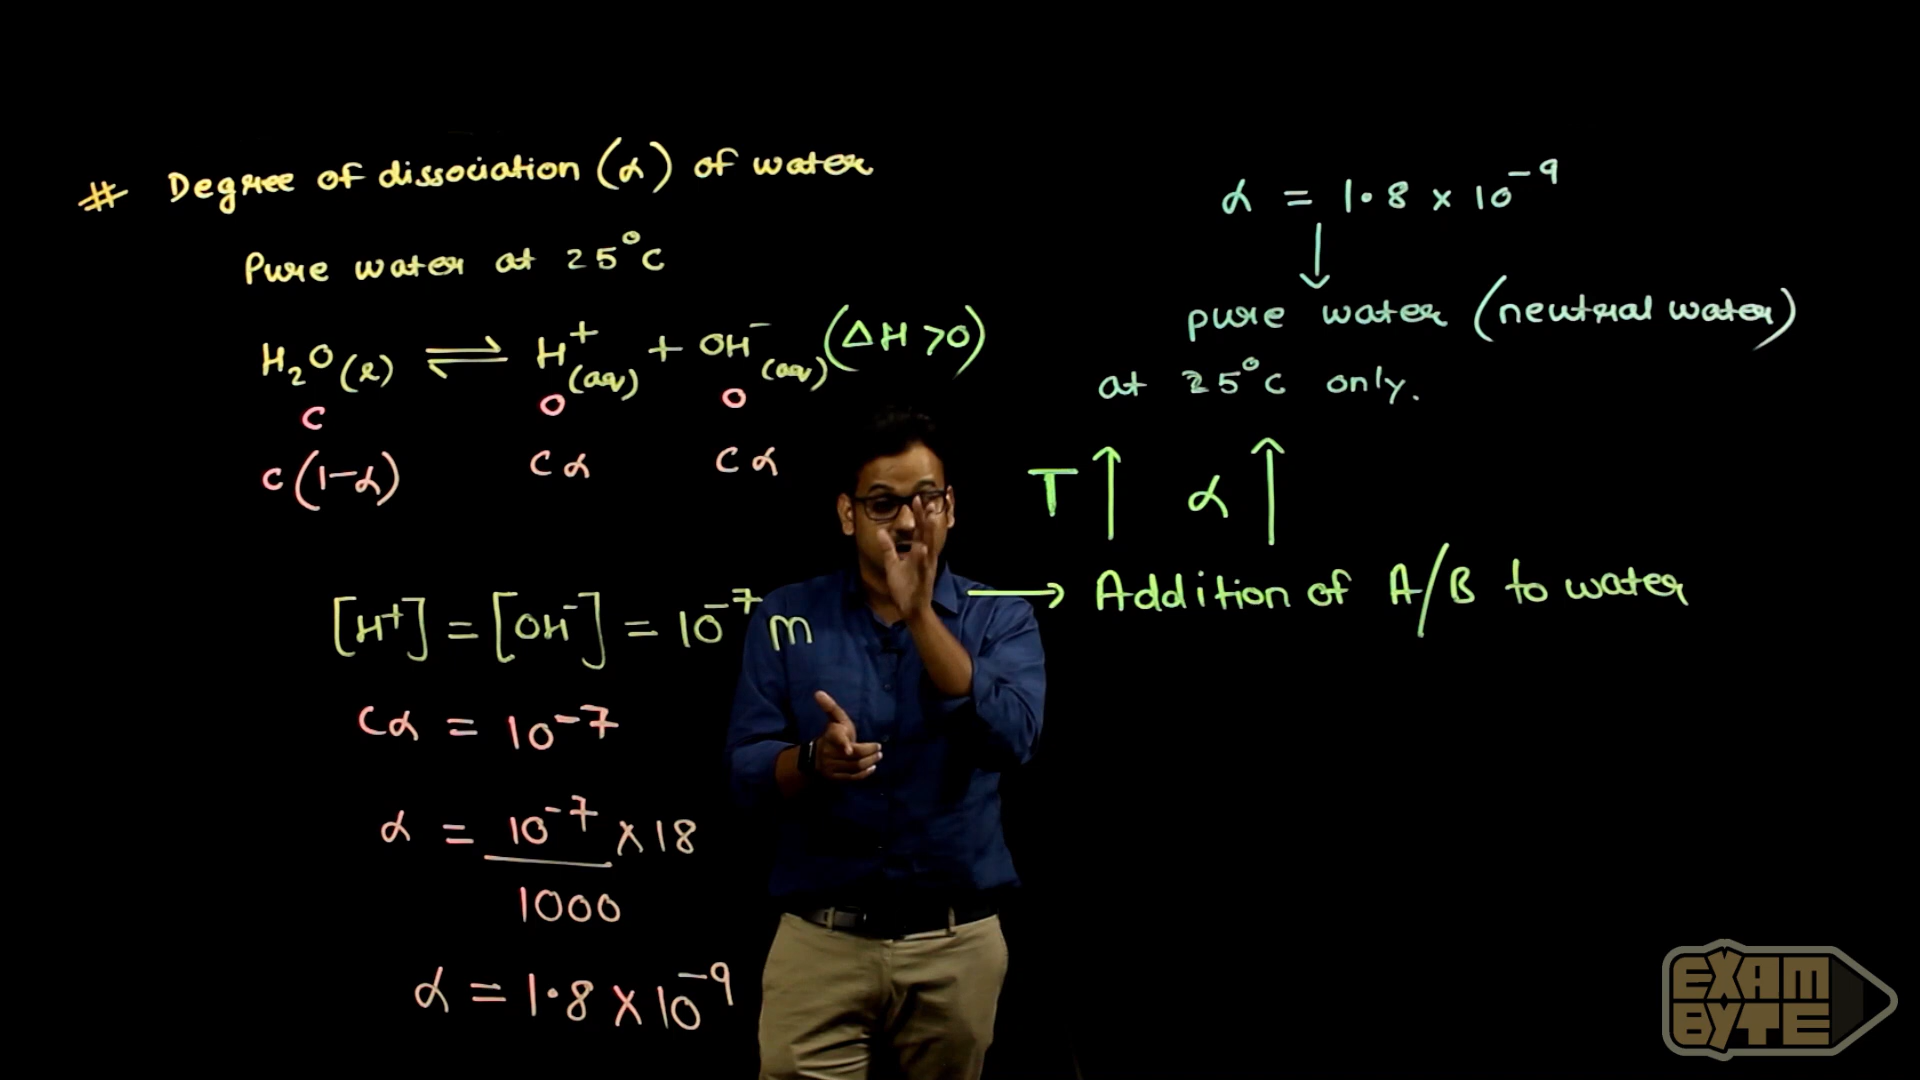 # Degree of dissociation (α) of water
Pure water at 25°C
H₂O(l) ⇌ H⁺(aq) + OH⁻(aq) (ΔH >0)
C 0 0
C(1-α) Cα Cα
[H⁺] = [OH⁻] = 10⁻⁷ M
Cα = 10⁻⁷
α = 10⁻⁷ × 18
1000
α = 1.8 × 10⁻⁹
α = 1.8 × 10⁻⁹
↓
pure water (neutral water)
at 25°C only.
T↑ α↑
→ Addition of A/B to water
EXAM
BYTE